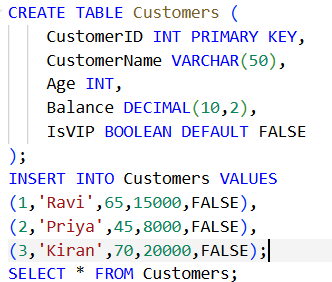 CREATE TABLE Customers (
    CustomerID INT PRIMARY KEY,
    CustomerName VARCHAR(50),
    Age INT,
    Balance DECIMAL(10,2),
    IsVIP BOOLEAN DEFAULT FALSE
);
INSERT INTO Customers VALUES
(1,'Ravi',65,15000,FALSE),
(2,'Priya',45,8000,FALSE),
(3,'Kiran',70,20000,FALSE);
SELECT * FROM Customers;